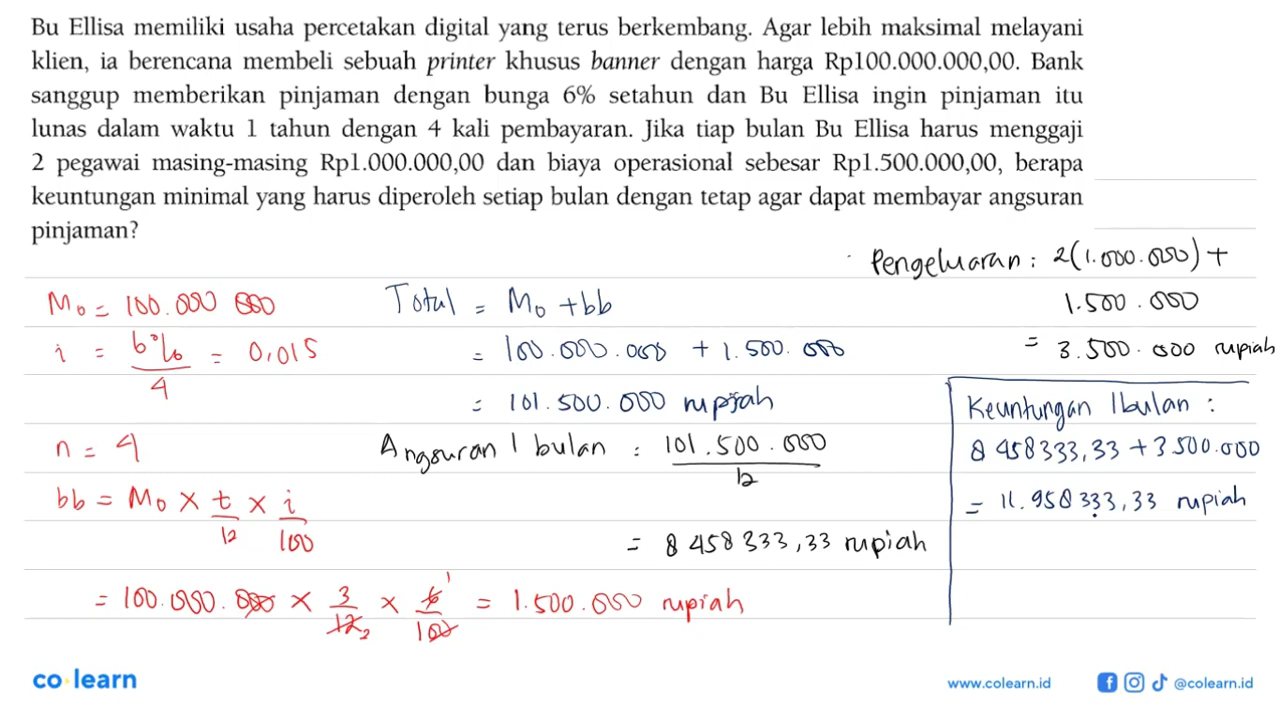 Bu Ellisa memiliki usaha percetakan digital yang terus berkembang. Agar lebih maksimal melayani
klien, ia berencana membeli sebuah printer khusus banner dengan harga Rp100.000.000,00. Bank
sanggup memberikan pinjaman dengan bunga 6% setahun dan Bu Ellisa ingin pinjaman itu
lunas dalam waktu 1 tahun dengan 4 kali pembayaran. Jika tiap bulan Bu Ellisa harus menggaji
2 pegawai masing-masing Rp1.000.000,00 dan biaya operasional sebesar Rp1.500.000,00, berapa
keuntungan minimal yang harus diperoleh setiap bulan dengan tetap agar dapat membayar angsuran
pinjaman?
Pengeluaran : 2(1.000.000) +
1.500.000
= 3.500.000 rupiah
M₀ = 100.000 000
i = 6%/4 = 0,015
n = 4
bb = M₀ × t/12 × i/100
= 100.000.000 × 3/12 2 × 6 1/100 = 1.500.000 rupiah
Total = M₀ + bb
= 100.000.000 + 1.500.000
= 101.500.000 rupiah
Angsuran 1 bulan : 101.500.000/12
= 8 458 333,33 rupiah
Keuntungan 1 bulan :
8 458 333,33 + 3 500.000
= 11.958 333,33 rupiah
co learn
www.colearn.id
@colearn.id